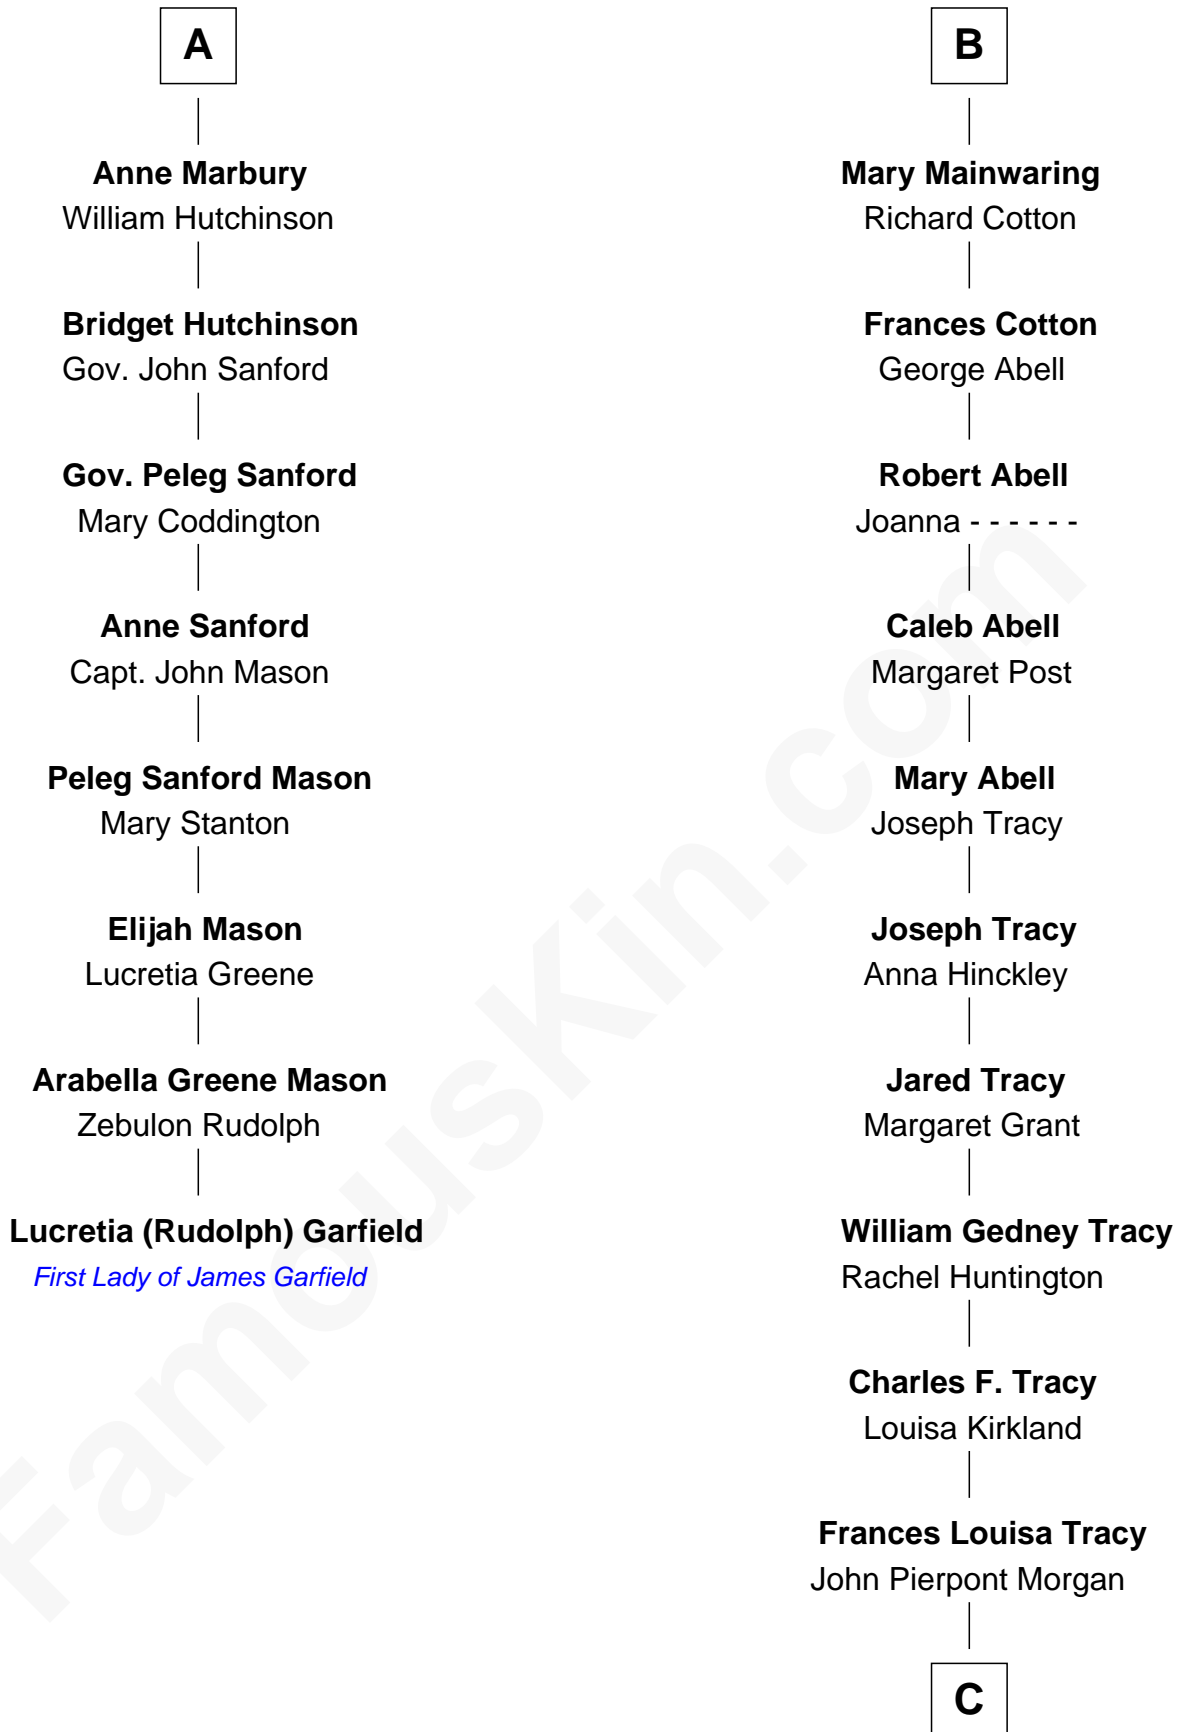 A
Anne Marbury
William Hutchinson
Bridget Hutchinson
Gov. John Sanford
Gov. Peleg Sanford
Mary Coddington
Anne Sanford
Capt. John Mason
Peleg Sanford Mason
Mary Stanton
Elijah Mason
Lucretia Greene
Arabella Greene Mason
Zebulon Rudolph
Lucretia (Rudolph) Garfield
First Lady of James Garfield
B
Mary Mainwaring
Richard Cotton
Frances Cotton
George Abell
Robert Abell
Joanna - - - - - -
Caleb Abell
Margaret Post
Mary Abell
Joseph Tracy
Joseph Tracy
Anna Hinckley
Jared Tracy
Margaret Grant
William Gedney Tracy
Rachel Huntington
Charles F. Tracy
Louisa Kirkland
Frances Louisa Tracy
John Pierpont Morgan
C
FamousKin.com